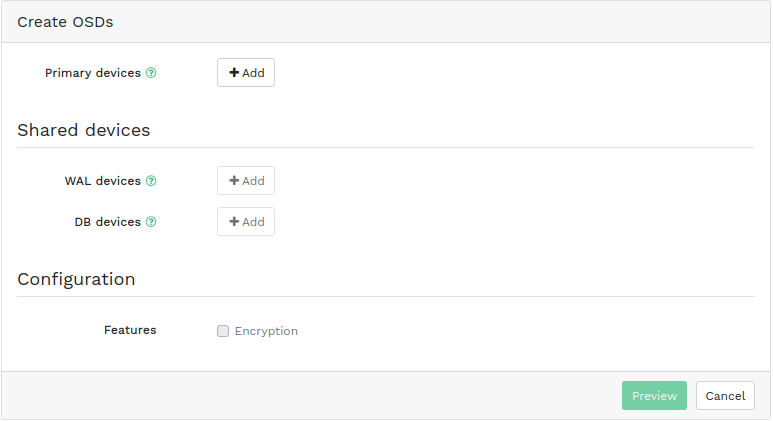 Create OSDs
Primary devices
Add
Shared devices
WAL devices
Add
DB devices
Add
Configuration
Features
Encryption
Preview
Cancel